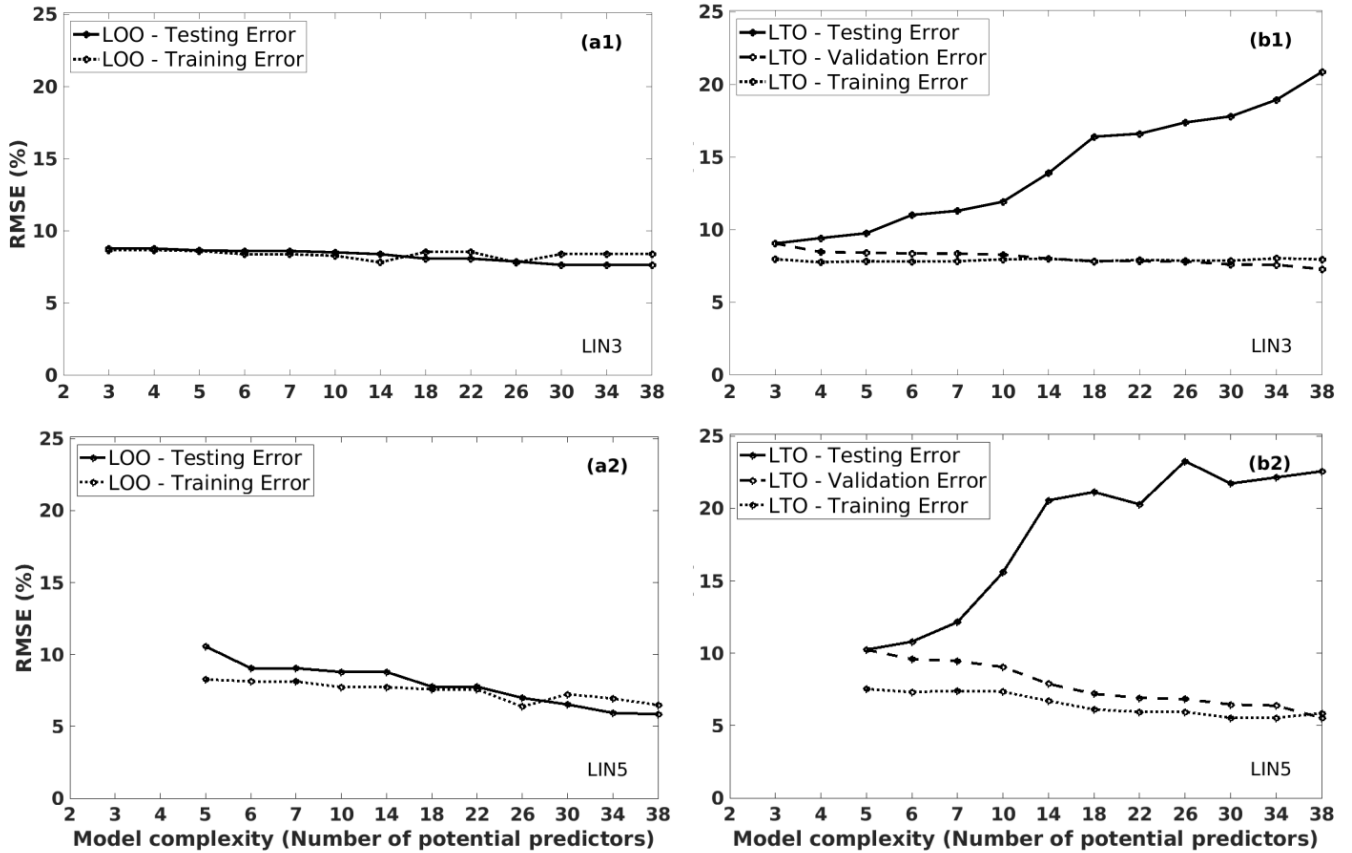 25
20
15
10
5
0
RMSE (%)
LOO - Testing Error
LOO - Training Error
(a1)
LIN3
2 3 4 5 6 7 10 14 18 22 26 30 34 38
25
20
15
10
5
0
LTO - Testing Error
LTO - Validation Error
LTO - Training Error
(b1)
LIN3
2 3 4 5 6 7 10 14 18 22 26 30 34 38
25
20
15
10
5
0
RMSE (%)
LOO - Testing Error
LOO - Training Error
(a2)
LIN5
2 3 4 5 6 7 10 14 18 22 26 30 34 38
Model complexity (Number of potential predictors)
25
20
15
10
5
0
LTO - Testing Error
LTO - Validation Error
LTO - Training Error
(b2)
LIN5
2 3 4 5 6 7 10 14 18 22 26 30 34 38
Model complexity (Number of potential predictors)